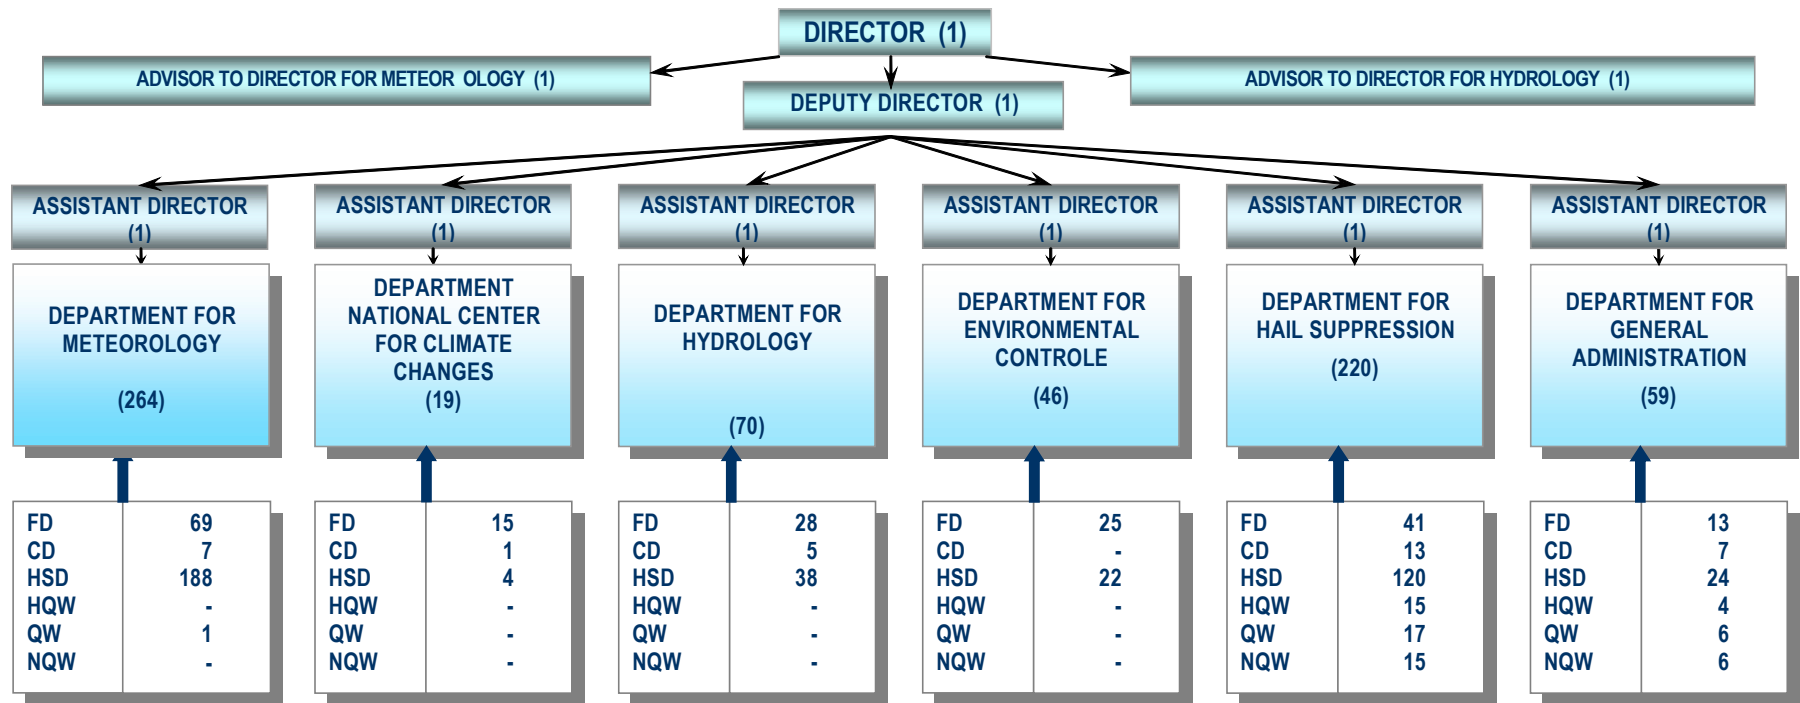 DIRECTOR (1)
ADVISOR TO DIRECTOR FOR METEOR OLOGY (1)
ADVISOR TO DIRECTOR FOR HYDROLOGY (1)
DEPUTY DIRECTOR (1)
ASSISTANT DIRECTOR
(1)
DEPARTMENT FOR
METEOROLOGY
(264)
FD 69
CD 7
HSD 188
HQW -
QW 1
NQW -
ASSISTANT DIRECTOR
(1)
DEPARTMENT
NATIONAL CENTER
FOR CLIMATE
CHANGES
(19)
FD 15
CD 1
HSD 4
HQW -
QW -
NQW -
ASSISTANT DIRECTOR
(1)
DEPARTMENT FOR
HYDROLOGY
(70)
FD 28
CD 5
HSD 38
HQW -
QW -
NQW -
ASSISTANT DIRECTOR
(1)
DEPARTMENT FOR
ENVIRONMENTAL
CONTROLE
(46)
FD 25
CD -
HSD 22
HQW -
QW -
NQW -
ASSISTANT DIRECTOR
(1)
DEPARTMENT FOR
HAIL SUPPRESSION
(220)
FD 41
CD 13
HSD 120
HQW 15
QW 17
NQW 15
ASSISTANT DIRECTOR
(1)
DEPARTMENT FOR
GENERAL
ADMINISTRATION
(59)
FD 13
CD 7
HSD 24
HQW 4
QW 6
NQW 6